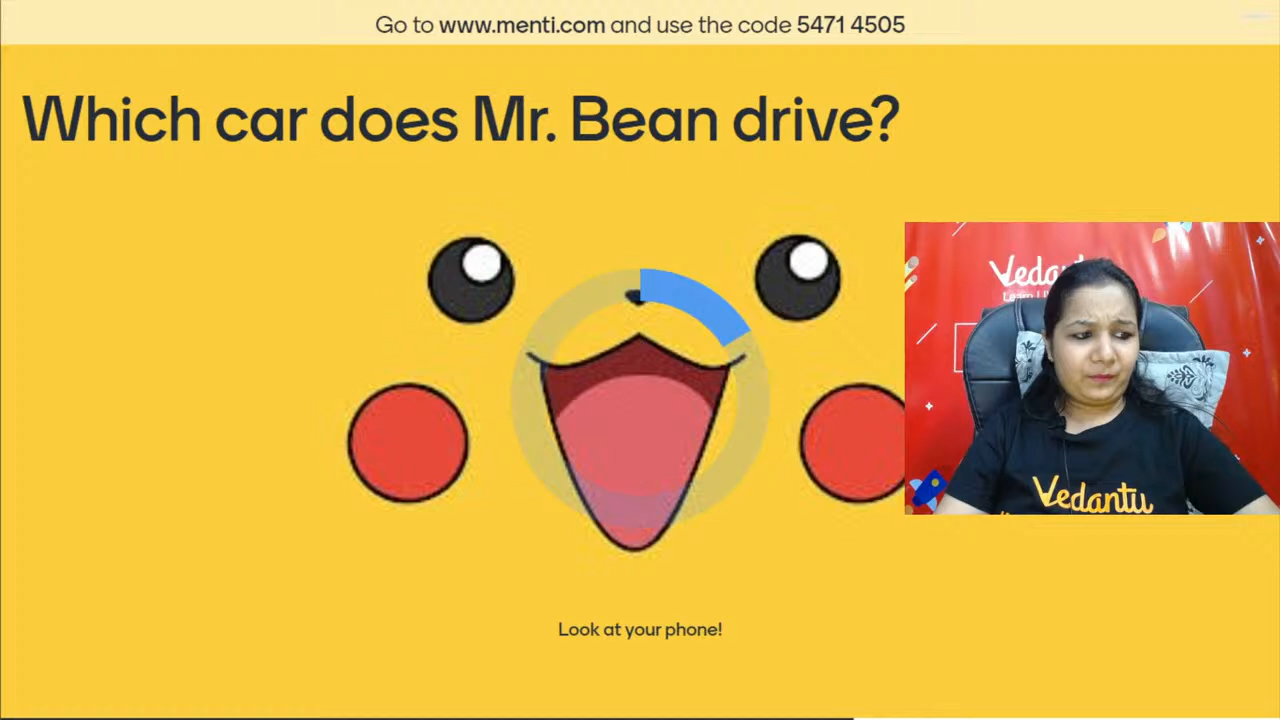 Go to www.menti.com and use the code 5471 4505
Which car does Mr. Bean drive?
Vedantu
Vedantu
Look at your phone!